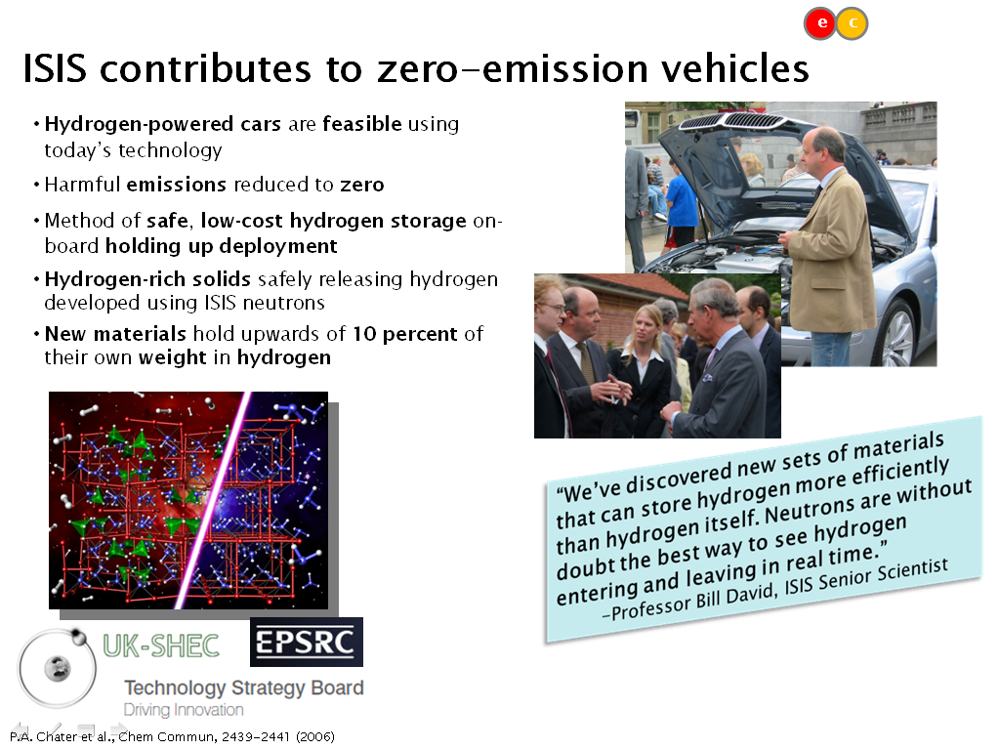 e c
ISIS contributes to zero-emission vehicles
• Hydrogen-powered cars are feasible using
today's technology
• Harmful emissions reduced to zero
• Method of safe, low-cost hydrogen storage on-
board holding up deployment
• Hydrogen-rich solids safely releasing hydrogen
developed using ISIS neutrons
• New materials hold upwards of 10 percent of
their own weight in hydrogen
“We've discovered new sets of materials
that can store hydrogen more efficiently
than hydrogen itself. Neutrons are without
doubt the best way to see hydrogen
entering and leaving in real time.”
–Professor Bill David, ISIS Senior Scientist
UK-SHEC
EPSRC
Technology Strategy Board
Driving Innovation
P.A. Chater et al., Chem Commun, 2439-2441 (2006)